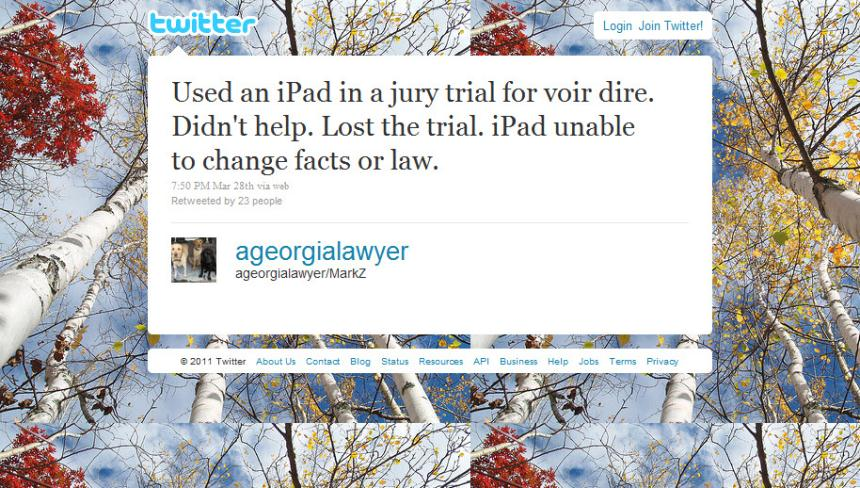 twitter
Login Join Twitter!
Used an iPad in a jury trial for voir dire.
Didn't help. Lost the trial. iPad unable
to change facts or law.
7:50 PM Mar 28th via web
Retweeted by 23 people
ageorgialawyer
ageorgialawyer/MarkZ
© 2011 Twitter About Us Contact Blog Status Resources API Business Help Jobs Terms Privacy